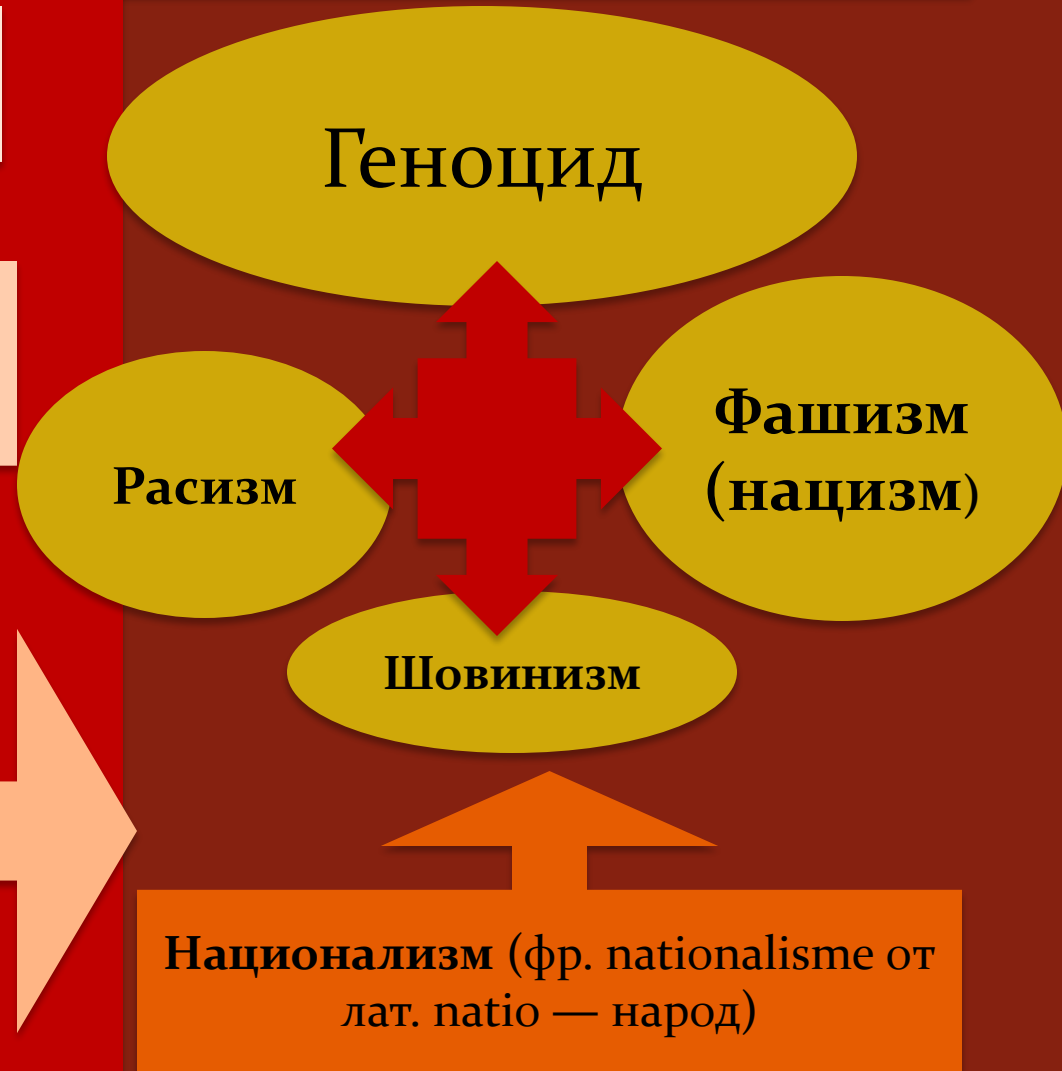 Геноцид
Расизм
Фашизм
(нацизм)
Шовинизм
Национализм (фр. nationalisme от
лат. natio — народ)